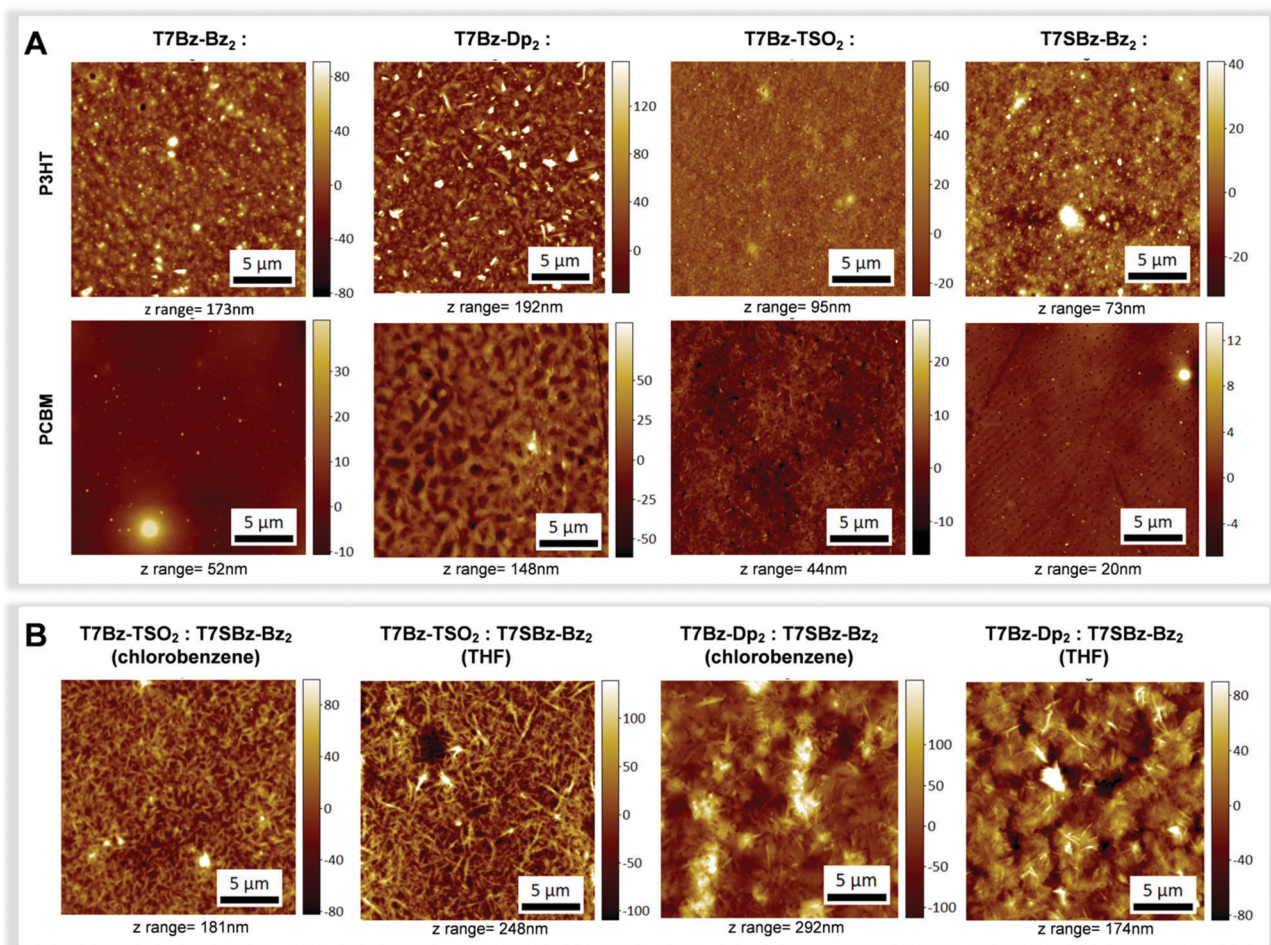 A
T7Bz-Bz₂ :
T7Bz-Dp₂ :
T7Bz-TSO₂ :
T7SBz-Bz₂ :
P3HT
80
40
0
-40
-80
5 µm
z range= 173nm
120
80
40
0
5 µm
z range= 192nm
60
40
20
0
-20
5 µm
z range= 95nm
40
20
0
-20
5 µm
z range= 73nm
PCBM
30
20
10
0
-10
5 µm
z range= 52nm
50
25
0
-25
-50
5 µm
z range= 148nm
20
10
0
-10
5 µm
z range= 44nm
12
8
4
0
-4
5 µm
z range= 20nm
B
T7Bz-TSO₂ : T7SBz-Bz₂
(chlorobenzene)
T7Bz-TSO₂ : T7SBz-Bz₂
(THF)
T7Bz-Dp₂ : T7SBz-Bz₂
(chlorobenzene)
T7Bz-Dp₂ : T7SBz-Bz₂
(THF)
80
40
0
-40
-80
5 µm
z range= 181nm
100
50
0
-50
-100
5 µm
z range= 248nm
100
50
0
-50
-100
5 µm
z range= 292nm
80
40
0
-40
-80
5 µm
z range= 174nm